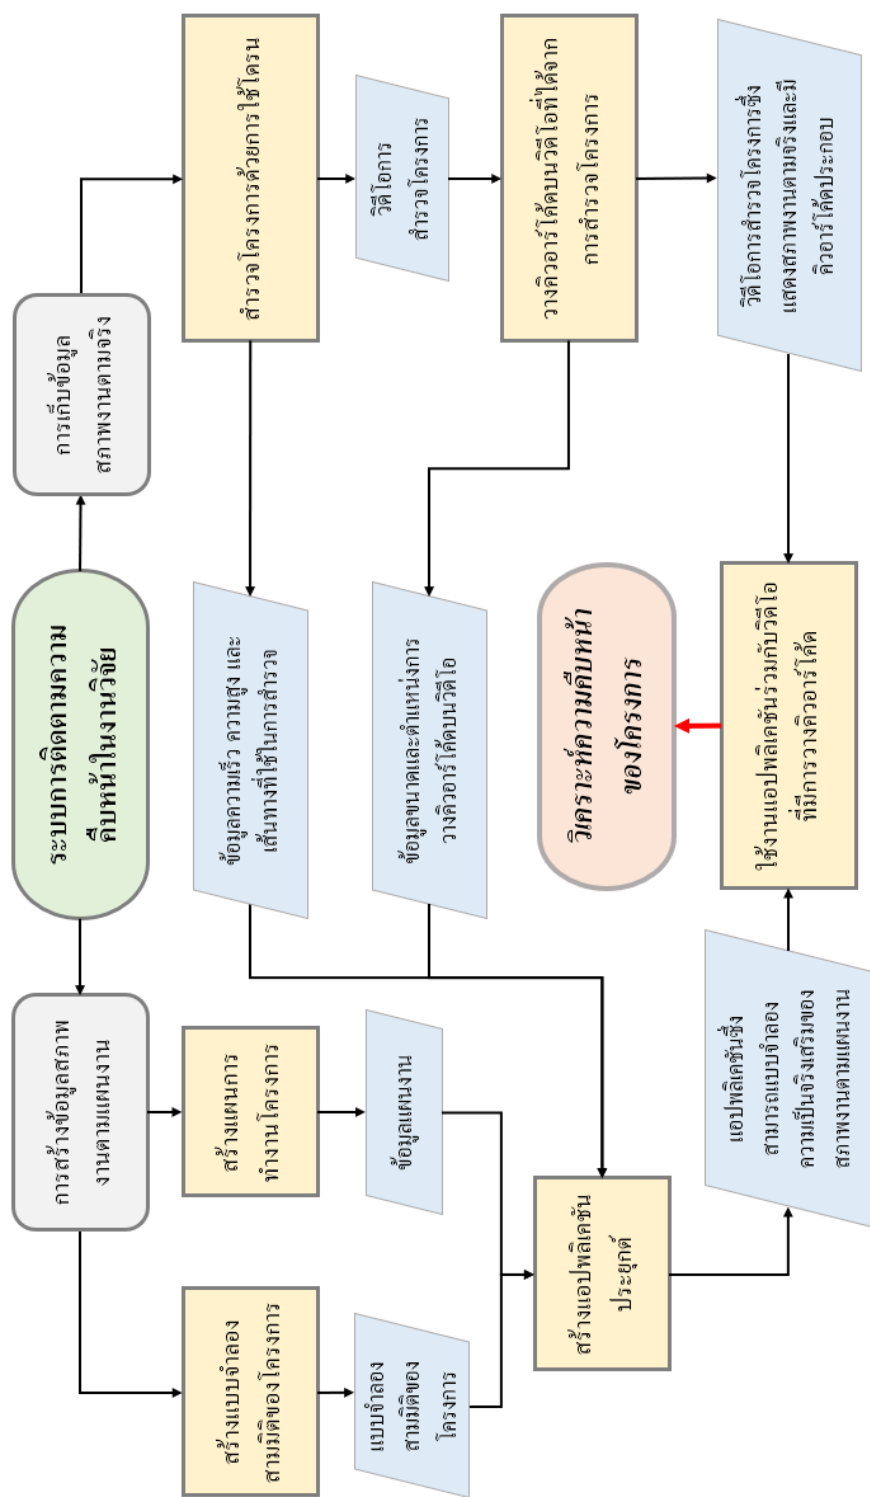 ระบบการติดตามความ
คืบหน้าในงานวิจัย
การสร้างข้อมูลสภาพ
งานตามแผนงาน
การเก็บข้อมูล
สภาพงานตามจริง
สร้างแบบจำลอง
สามมิติของโครงการ
สร้างแผนการ
ทำงานโครงการ
ข้อมูลความเร็ว ความสูง และ
เส้นทางที่ใช้ในการสำรวจ
สำรวจโครงการด้วยการใช้โดรน
แบบจำลอง
สามมิติของ
โครงการ
ข้อมูลแผนงาน
ข้อมูลขนาดและตำแหน่งการ
วางคิวอาร์โค้ดบนวิดีโอ
วิดีโอการ
สำรวจโครงการ
สร้างแอปพลิเคชัน
ประยุกต์
วิเคราะห์ความคืบหน้า
ของโครงการ
วางคิวอาร์โค้ดบนวิดีโอที่ได้จาก
การสำรวจโครงการ
แอปพลิเคชันซึ่ง
สามารถแบบจำลอง
ความเป็นจริงเสริมของ
สภาพงานตามแผนงาน
ใช้งานแอปพลิเคชันร่วมกับวิดีโอ
ที่มีการวางคิวอาร์โค้ด
วิดีโอการสำรวจโครงการซึ่ง
แสดงสภาพงานตามจริงและมี
คิวอาร์โค้ดประกอบ